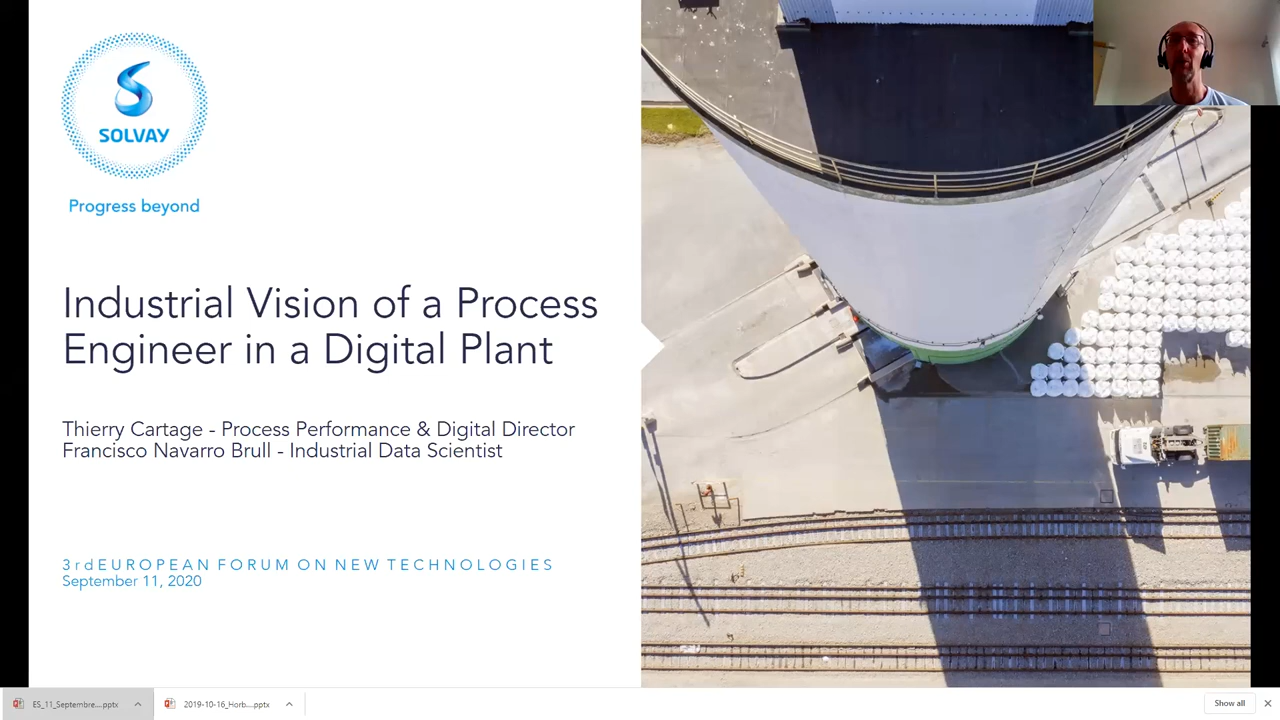 SOLVAY
Progress beyond
Industrial Vision of a Process
Engineer in a Digital Plant
Thierry Cartage - Process Performance & Digital Director
Francisco Navarro Brull - Industrial Data Scientist
3rdEUROPEAN FORUM ON NEW TECHNOLOGIES
September 11, 2020
ES_11_Septembre....pptx
2019-10-16_Horb....pptx
Show all